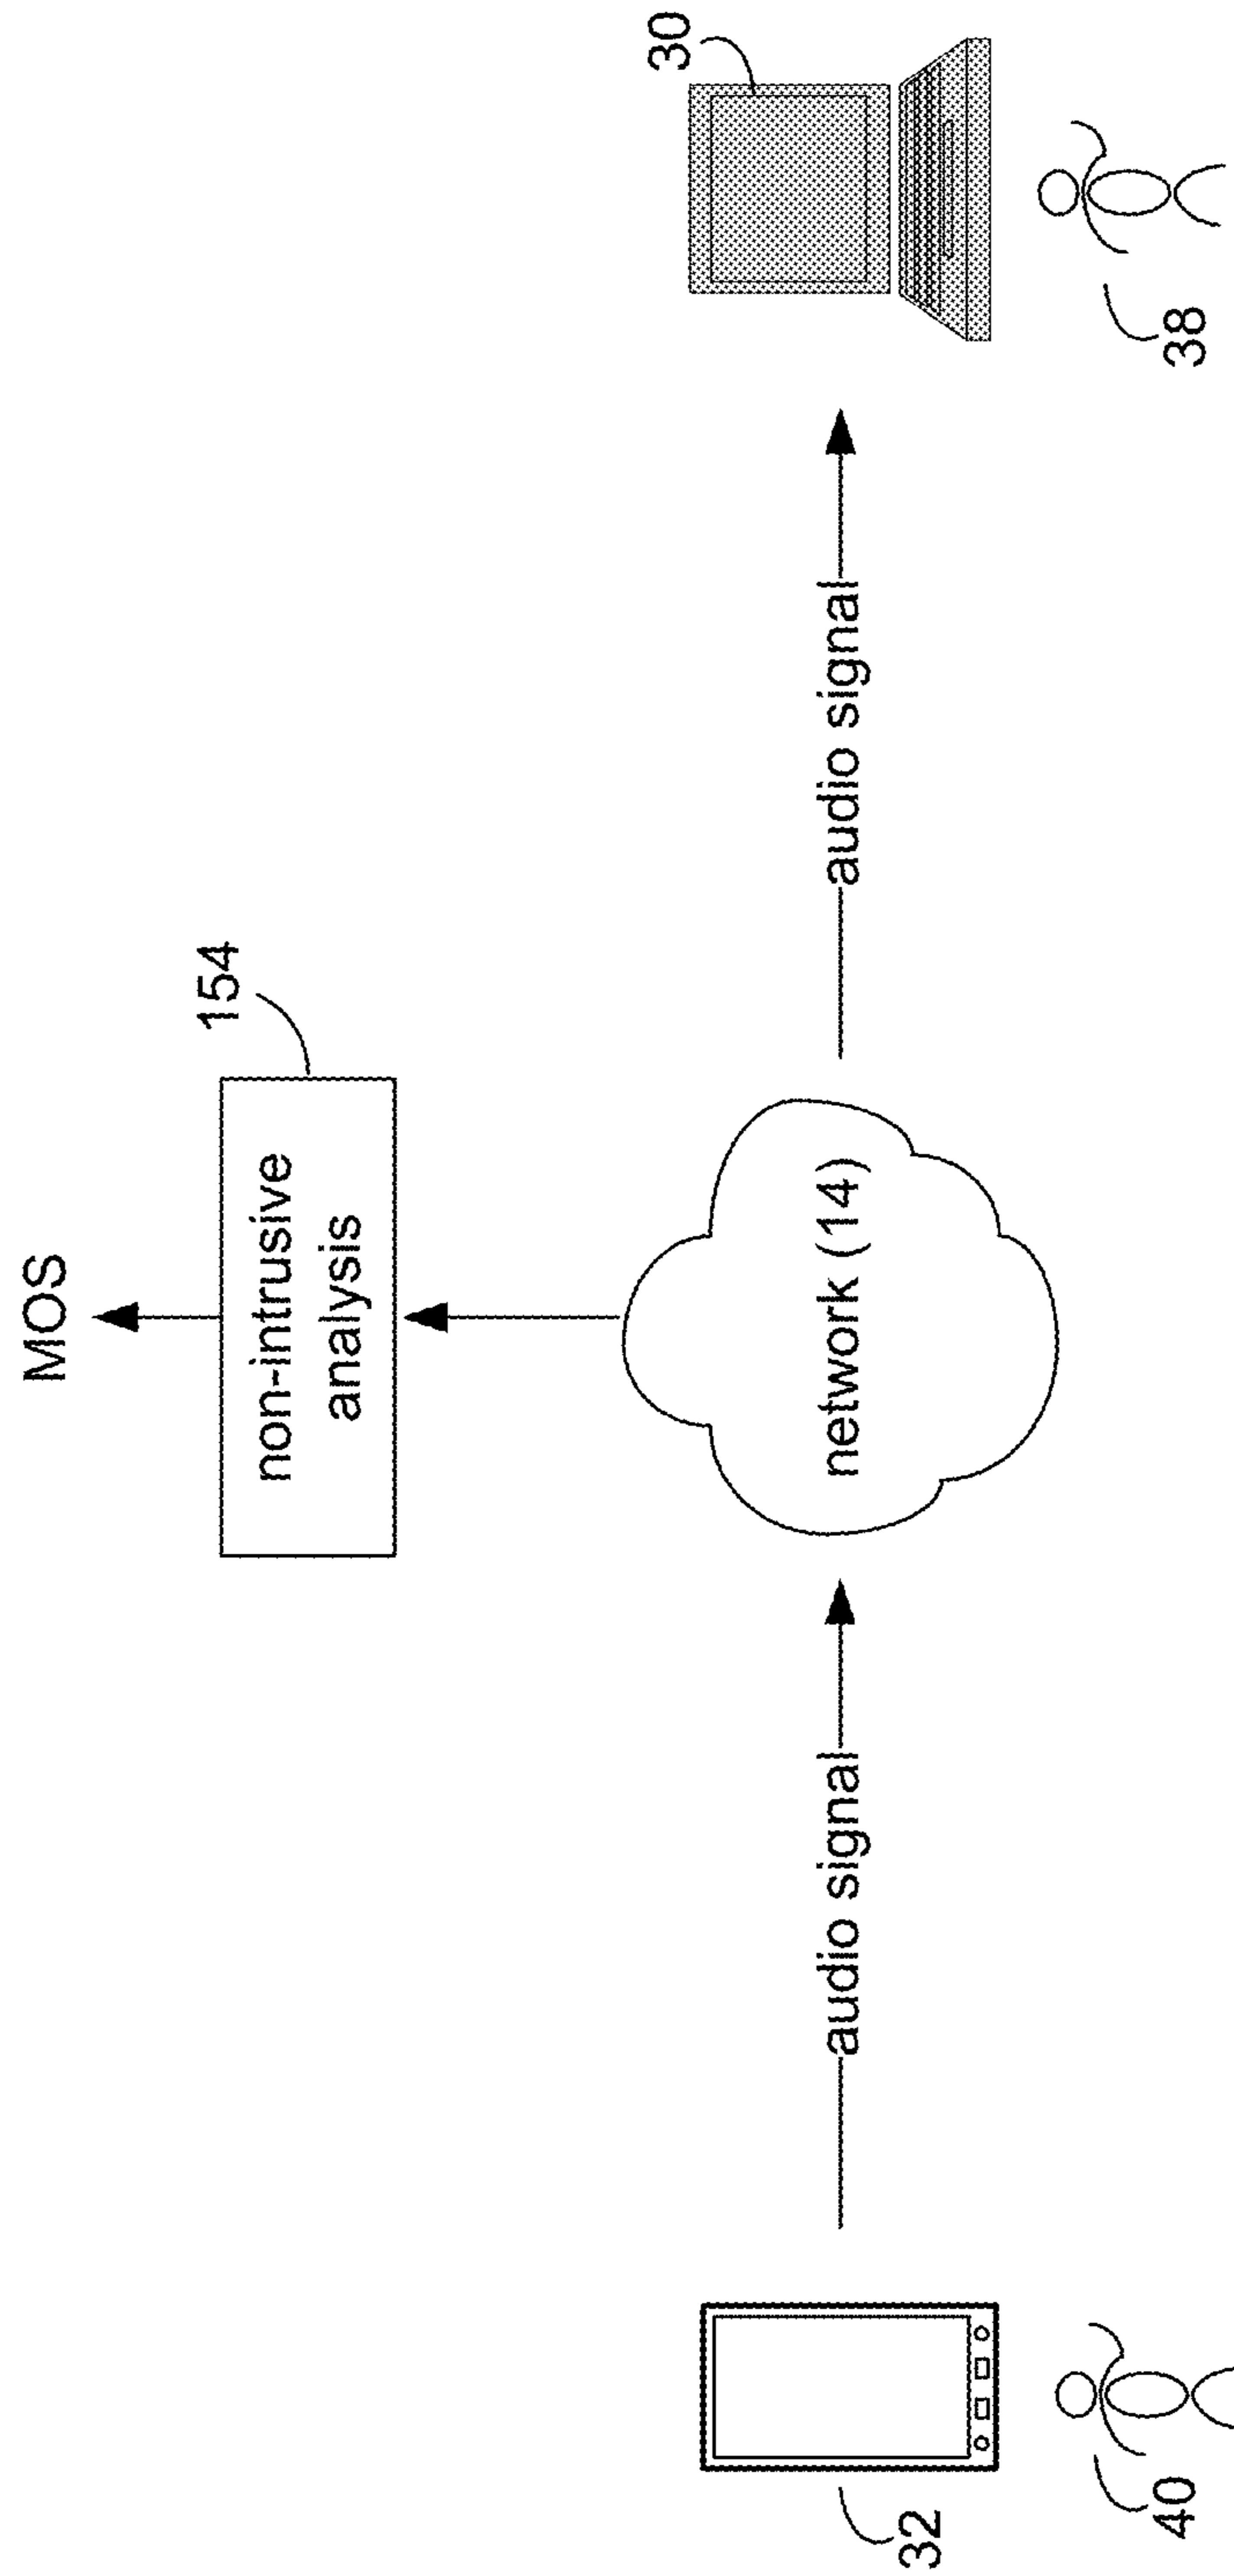 MOS
non-intrusive
analysis
154
32
audio signal
network (14)
audio signal
30
40
38